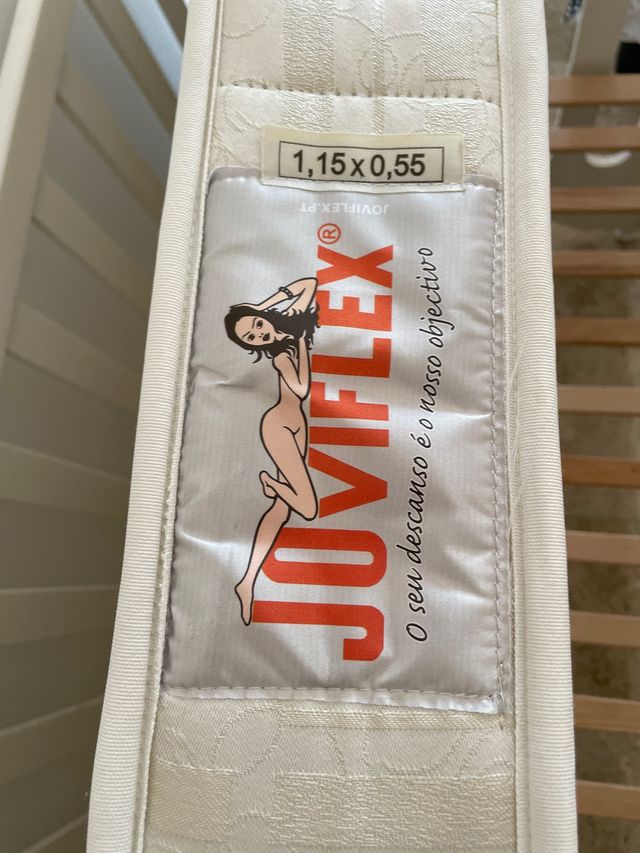 1,15 x 0,55
JOVIFLEX.PT
JOVIFLEX®
O seu descanso é o nosso objectivo